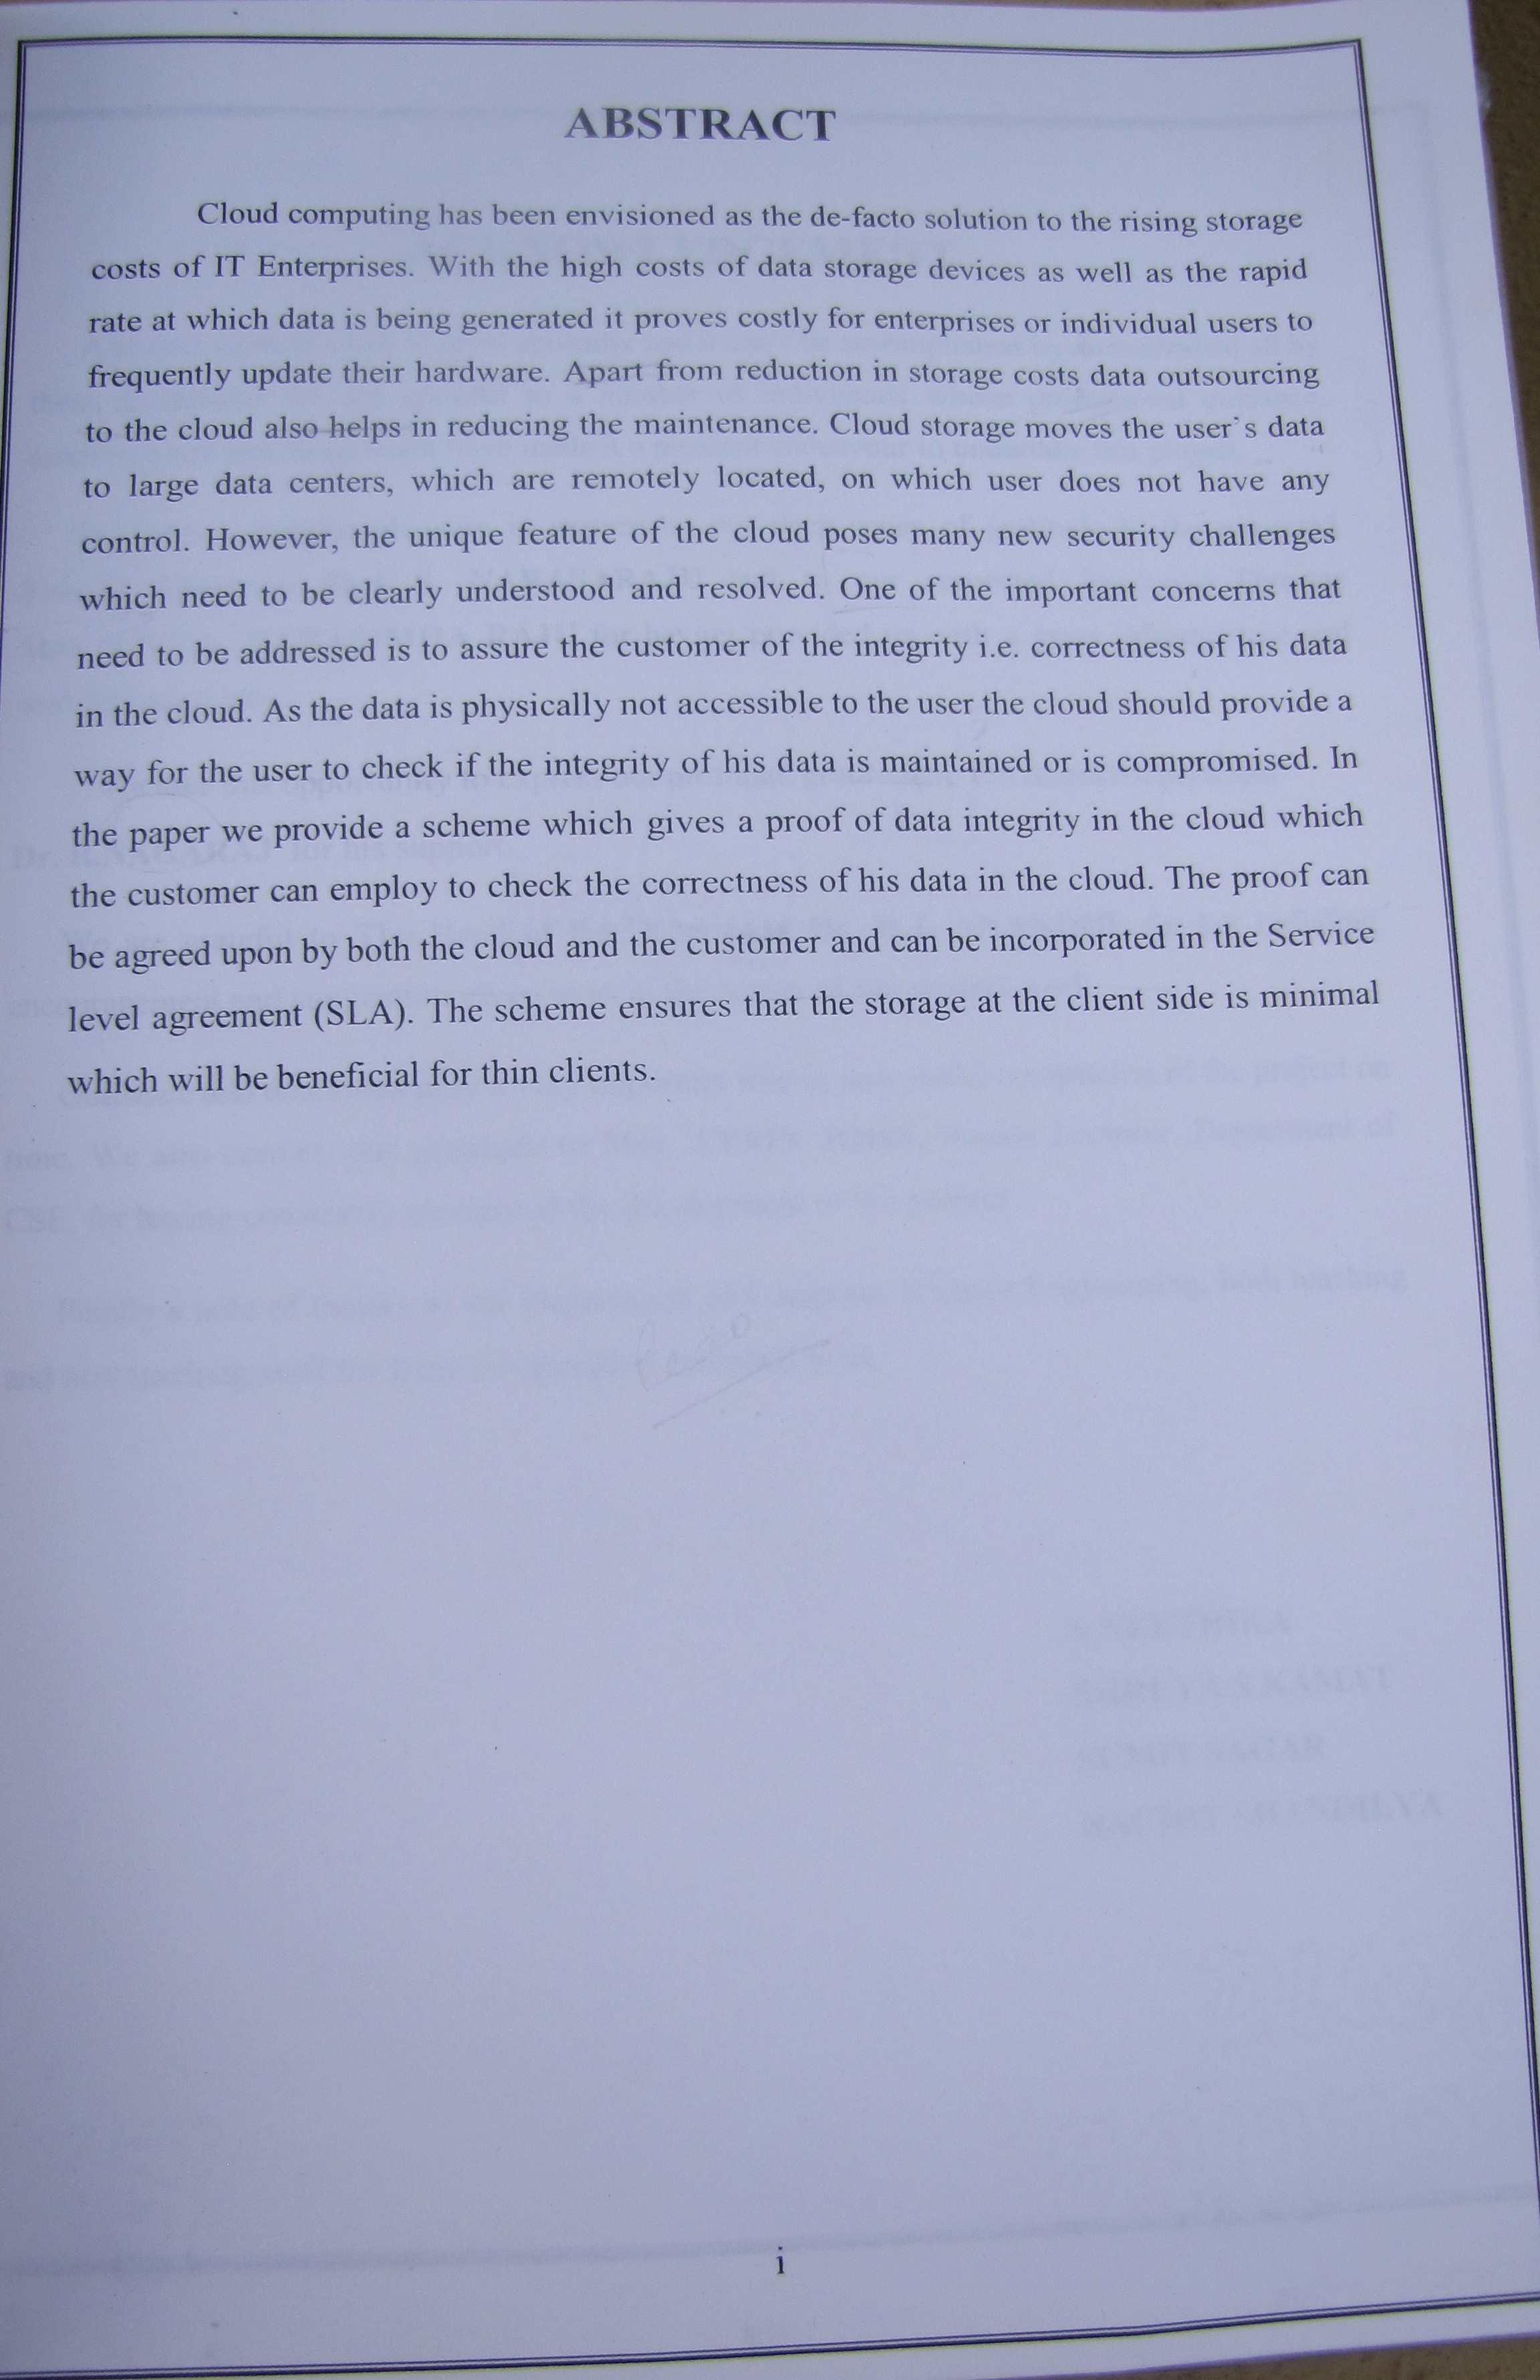 ABSTRACT
Cloud computing has been envisioned as the de-facto solution to the rising storage
costs of IT Enterprises. With the high costs of data storage devices as well as the rapid
rate at which data is being generated it proves costly for enterprises or individual users to
frequently update their hardware. Apart from reduction in storage costs data outsourcing
to the cloud also helps in reducing the maintenance. Cloud storage moves the user's data
to large data centers, which are remotely located, on which user does not have any
control. However, the unique feature of the cloud poses many new security challenges
which need to be clearly understood and resolved. One of the important concerns that
need to be addressed is to assure the customer of the integrity i.e. correctness of his data
in the cloud. As the data is physically not accessible to the user the cloud should provide a
way for the user to check if the integrity of his data is maintained or is compromised. In
the paper we provide a scheme which gives a proof of data integrity in the cloud which
the customer can employ to check the correctness of his data in the cloud. The proof can
be agreed upon by both the cloud and the customer and can be incorporated in the Service
level agreement (SLA). The scheme ensures that the storage at the client side is minimal
which will be beneficial for thin clients.
i